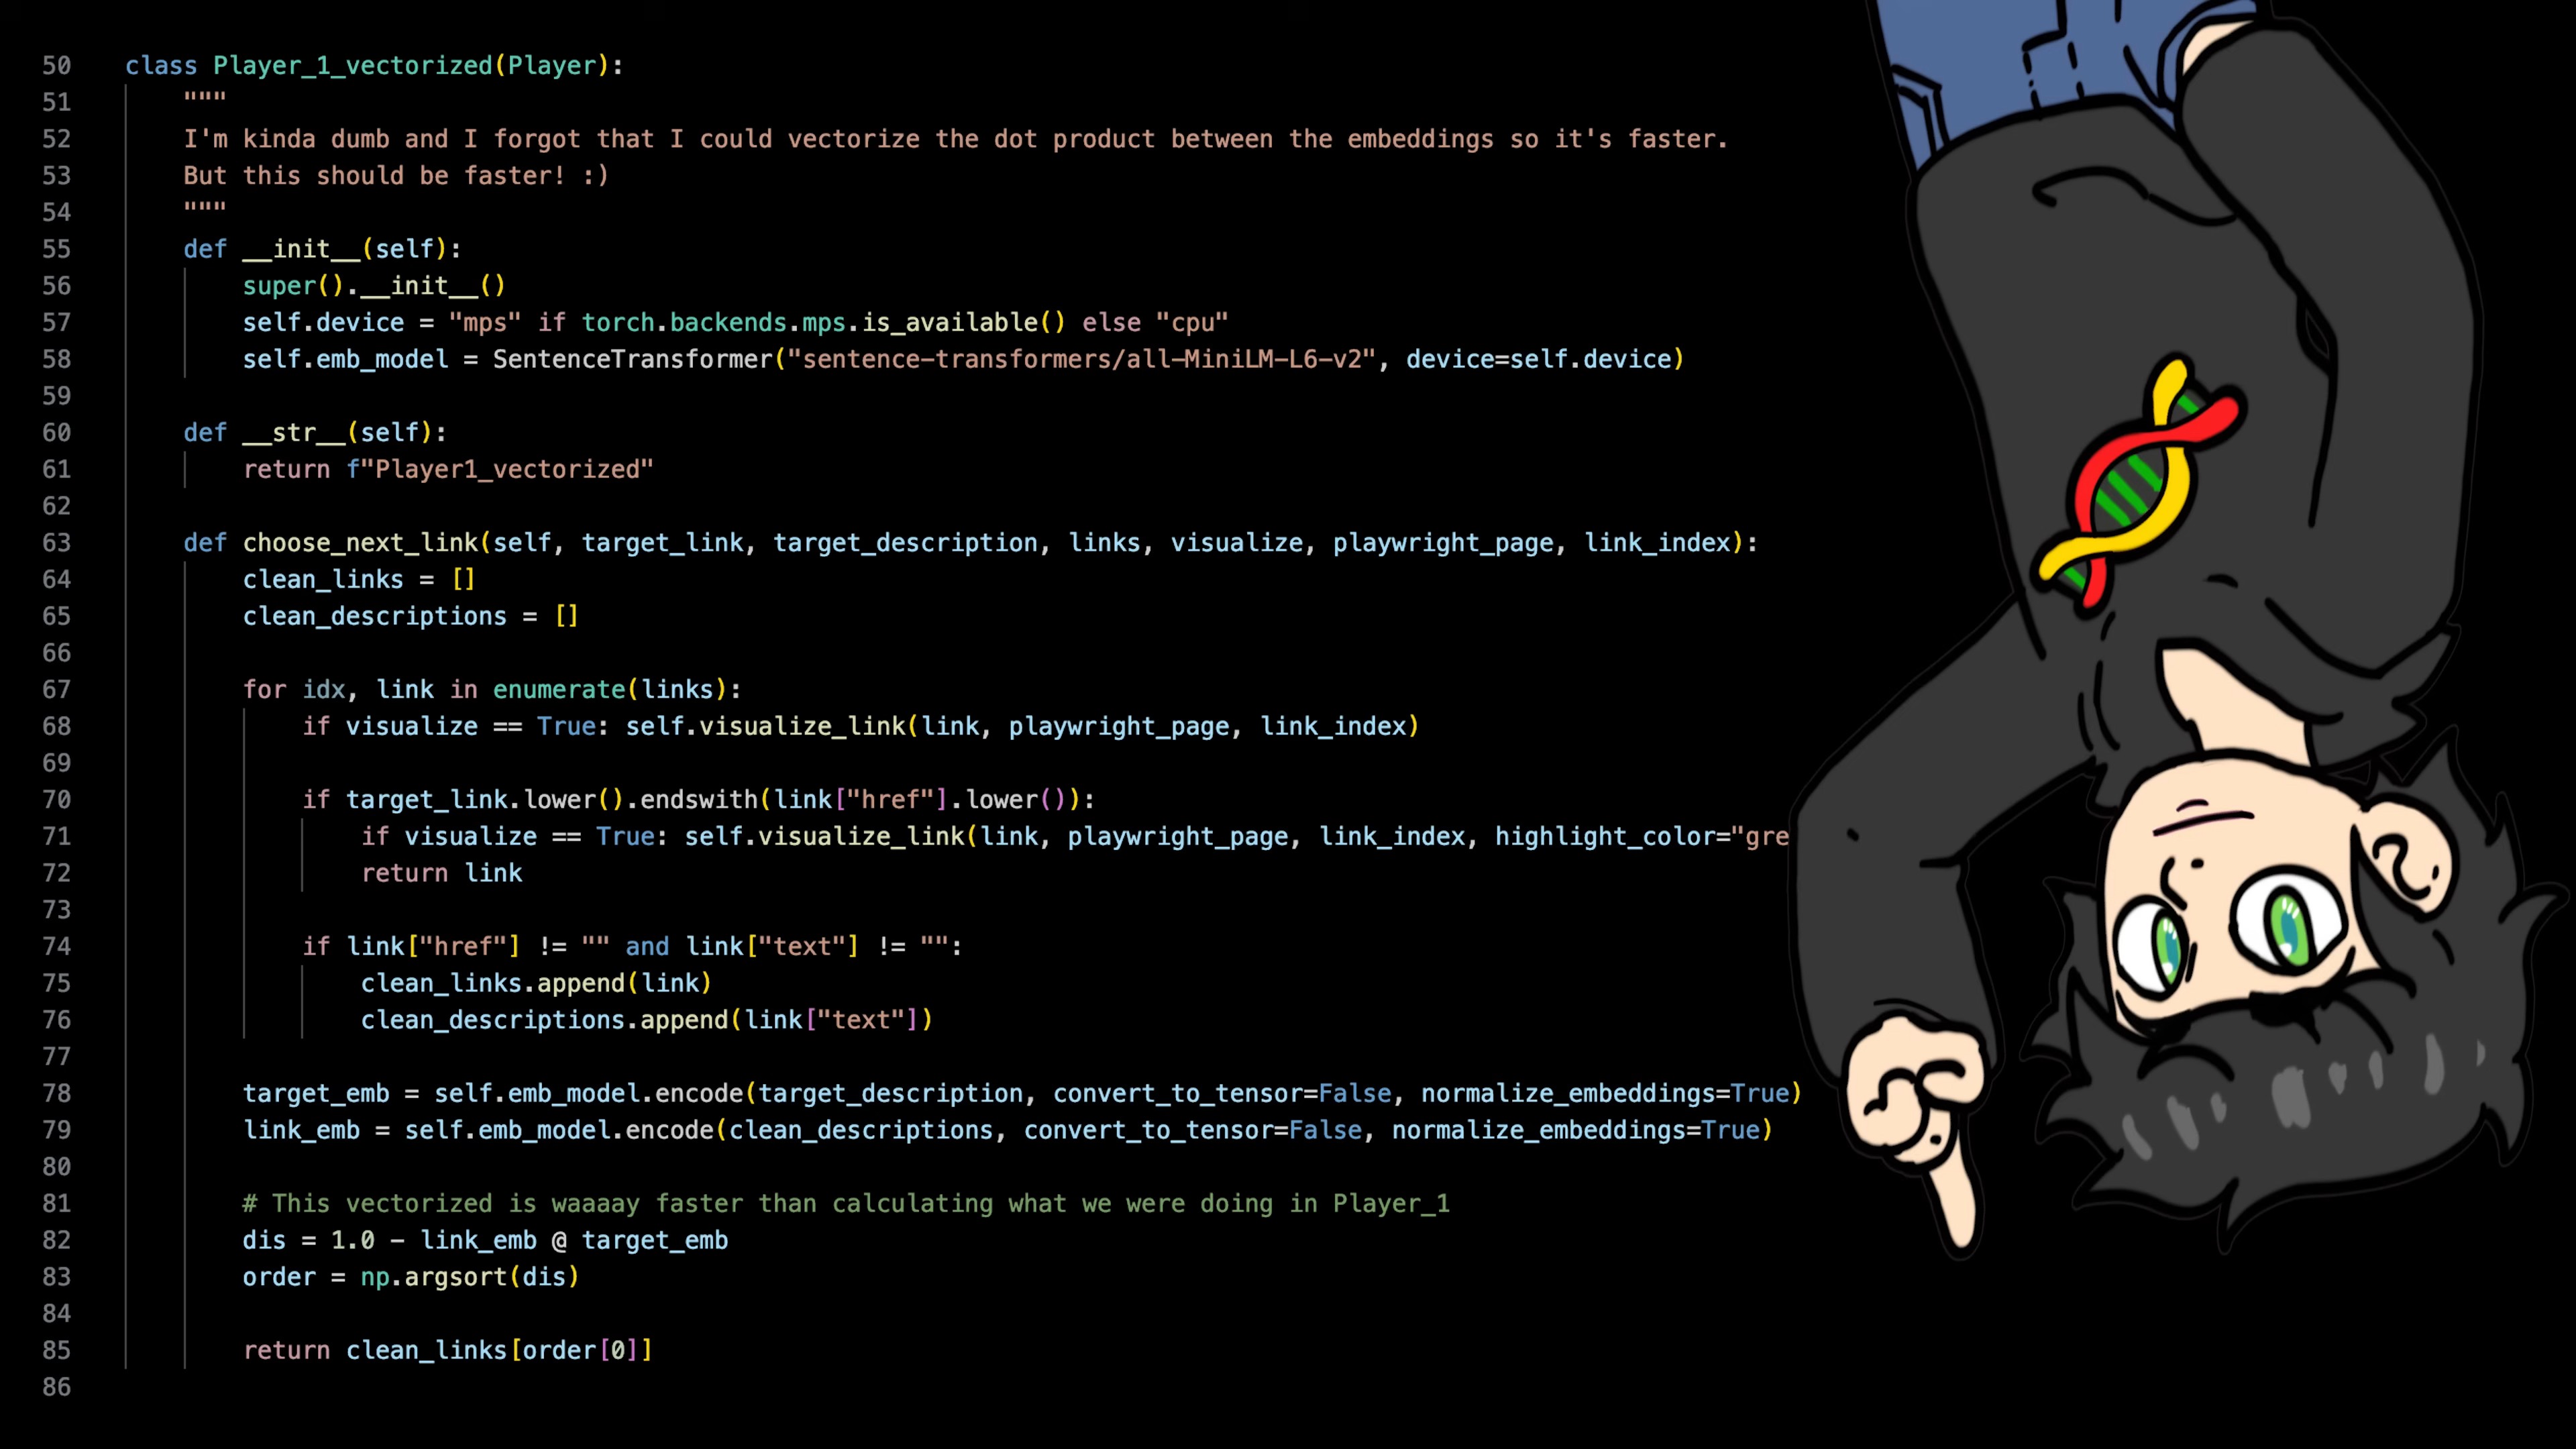 50 class Player_1_vectorized(Player):
51 """
52 I'm kinda dumb and I forgot that I could vectorize the dot product between the embeddings so it's faster.
53 But this should be faster! :)
54 """
55 def __init__(self):
56 super().__init__()
57 self.device = "mps" if torch.backends.mps.is_available() else "cpu"
58 self.emb_model = SentenceTransformer("sentence-transformers/all-MiniLM-L6-v2", device=self.device)
59
60 def __str__(self):
61 return f"Player1_vectorized"
62
63 def choose_next_link(self, target_link, target_description, links, visualize, playwright_page, link_index):
64 clean_links = []
65 clean_descriptions = []
66
67 for idx, link in enumerate(links):
68 if visualize == True: self.visualize_link(link, playwright_page, link_index)
69
70 if target_link.lower().endswith(link["href"].lower()):
71 if visualize == True: self.visualize_link(link, playwright_page, link_index, highlight_color="gre
72 return link
73
74 if link["href"] != "" and link["text"] != "":
75 clean_links.append(link)
76 clean_descriptions.append(link["text"])
77
78 target_emb = self.emb_model.encode(target_description, convert_to_tensor=False, normalize_embeddings=True)
79 link_emb = self.emb_model.encode(clean_descriptions, convert_to_tensor=False, normalize_embeddings=True)
80
81 # This vectorized is waaaay faster than calculating what we were doing in Player_1
82 dis = 1.0 - link_emb @ target_emb
83 order = np.argsort(dis)
84
85 return clean_links[order[0]]
86